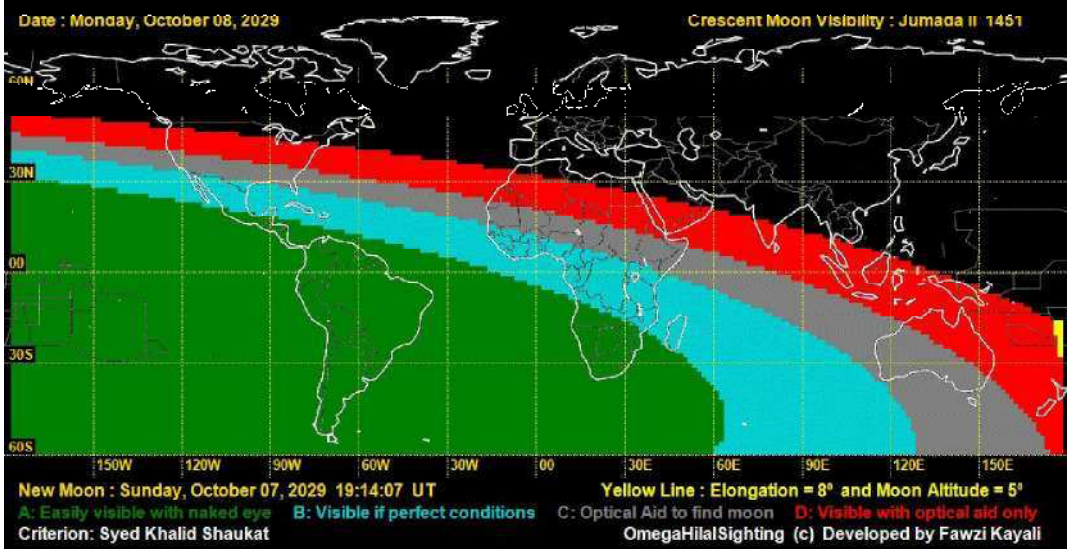 Date : Monday, October 08, 2029
Crescent Moon Visibility : Jumada II 1451
60N
30N
00
30S
60S
150W 120W 90W 60W 30W 00 30E 60E 90E 120E 150E
New Moon : Sunday, October 07, 2029 19:14:07 UT
Yellow Line : Elongation = 8º and Moon Altitude = 5º
A: Easily visible with naked eye B: Visible if perfect conditions C: Optical Aid to find moon D: Visible with optical aid only
Criterion: Syed Khalid Shaukat
OmegaHilalSighting (c) Developed by Fawzi Kayali